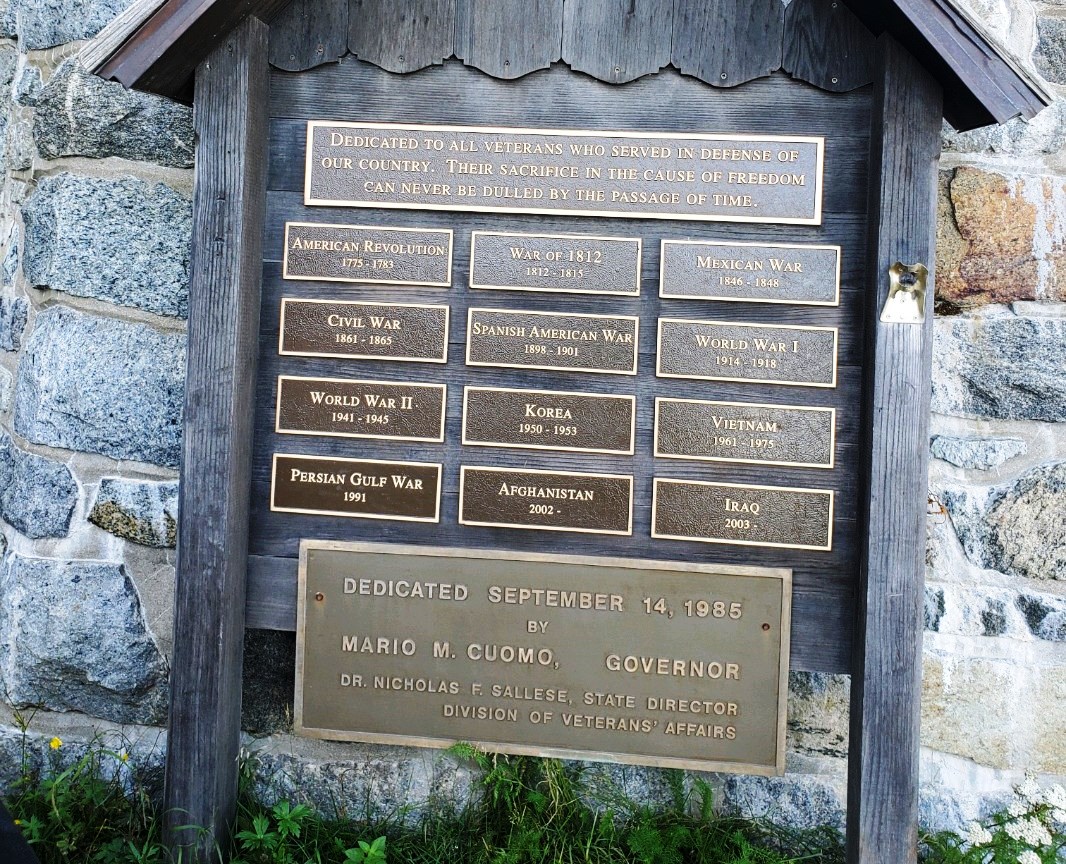 DEDICATED TO ALL VETERANS WHO SERVED IN DEFENSE OF
OUR COUNTRY. THEIR SACRIFICE IN THE CAUSE OF FREEDOM
CAN NEVER BE DULLED BY THE PASSAGE OF TIME.
AMERICAN REVOLUTION
1775 - 1783
WAR OF 1812
1812 - 1815
MEXICAN WAR
1846 - 1848
CIVIL WAR
1861 - 1865
SPANISH AMERICAN WAR
1898 - 1901
WORLD WAR I
1914 - 1918
WORLD WAR II
1941 - 1945
KOREA
1950 - 1953
VIETNAM
1961 - 1975
PERSIAN GULF WAR
1991
AFGHANISTAN
2002 -
IRAQ
2003 -
DEDICATED SEPTEMBER 14, 1985
BY
MARIO M. CUOMO, GOVERNOR
DR. NICHOLAS F. SALLESE, STATE DIRECTOR
DIVISION OF VETERANS' AFFAIRS